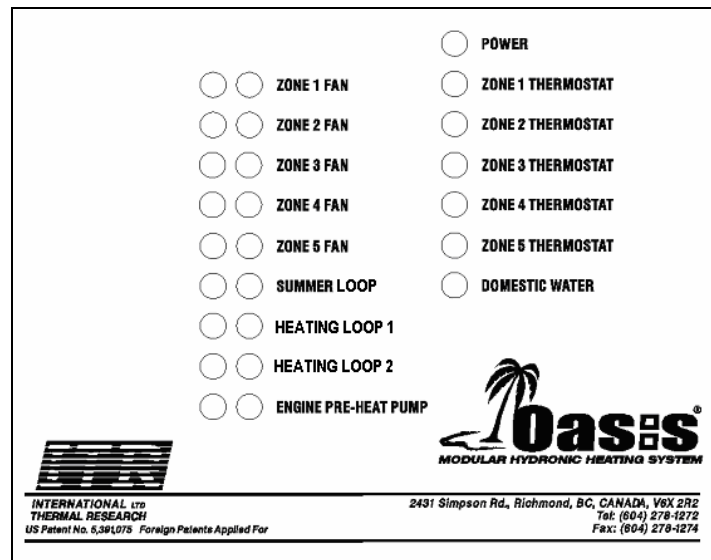 POWER
ZONE 1 FAN
ZONE 1 THERMOSTAT
ZONE 2 FAN
ZONE 2 THERMOSTAT
ZONE 3 FAN
ZONE 3 THERMOSTAT
ZONE 4 FAN
ZONE 4 THERMOSTAT
ZONE 5 FAN
ZONE 5 THERMOSTAT
SUMMER LOOP
DOMESTIC WATER
HEATING LOOP 1
HEATING LOOP 2
ENGINE PRE-HEAT PUMP
Oasis®
MODULAR HYDRONIC HEATING SYSTEM
ITR
INTERNATIONAL LTD
THERMAL RESEARCH
US Patent No. 5,391,075 Foreign Patents Applied For
2431 Simpson Rd., Richmond, BC, CANADA, V6X 2R2
Tel: (604) 278-1272
Fax: (604) 278-1274